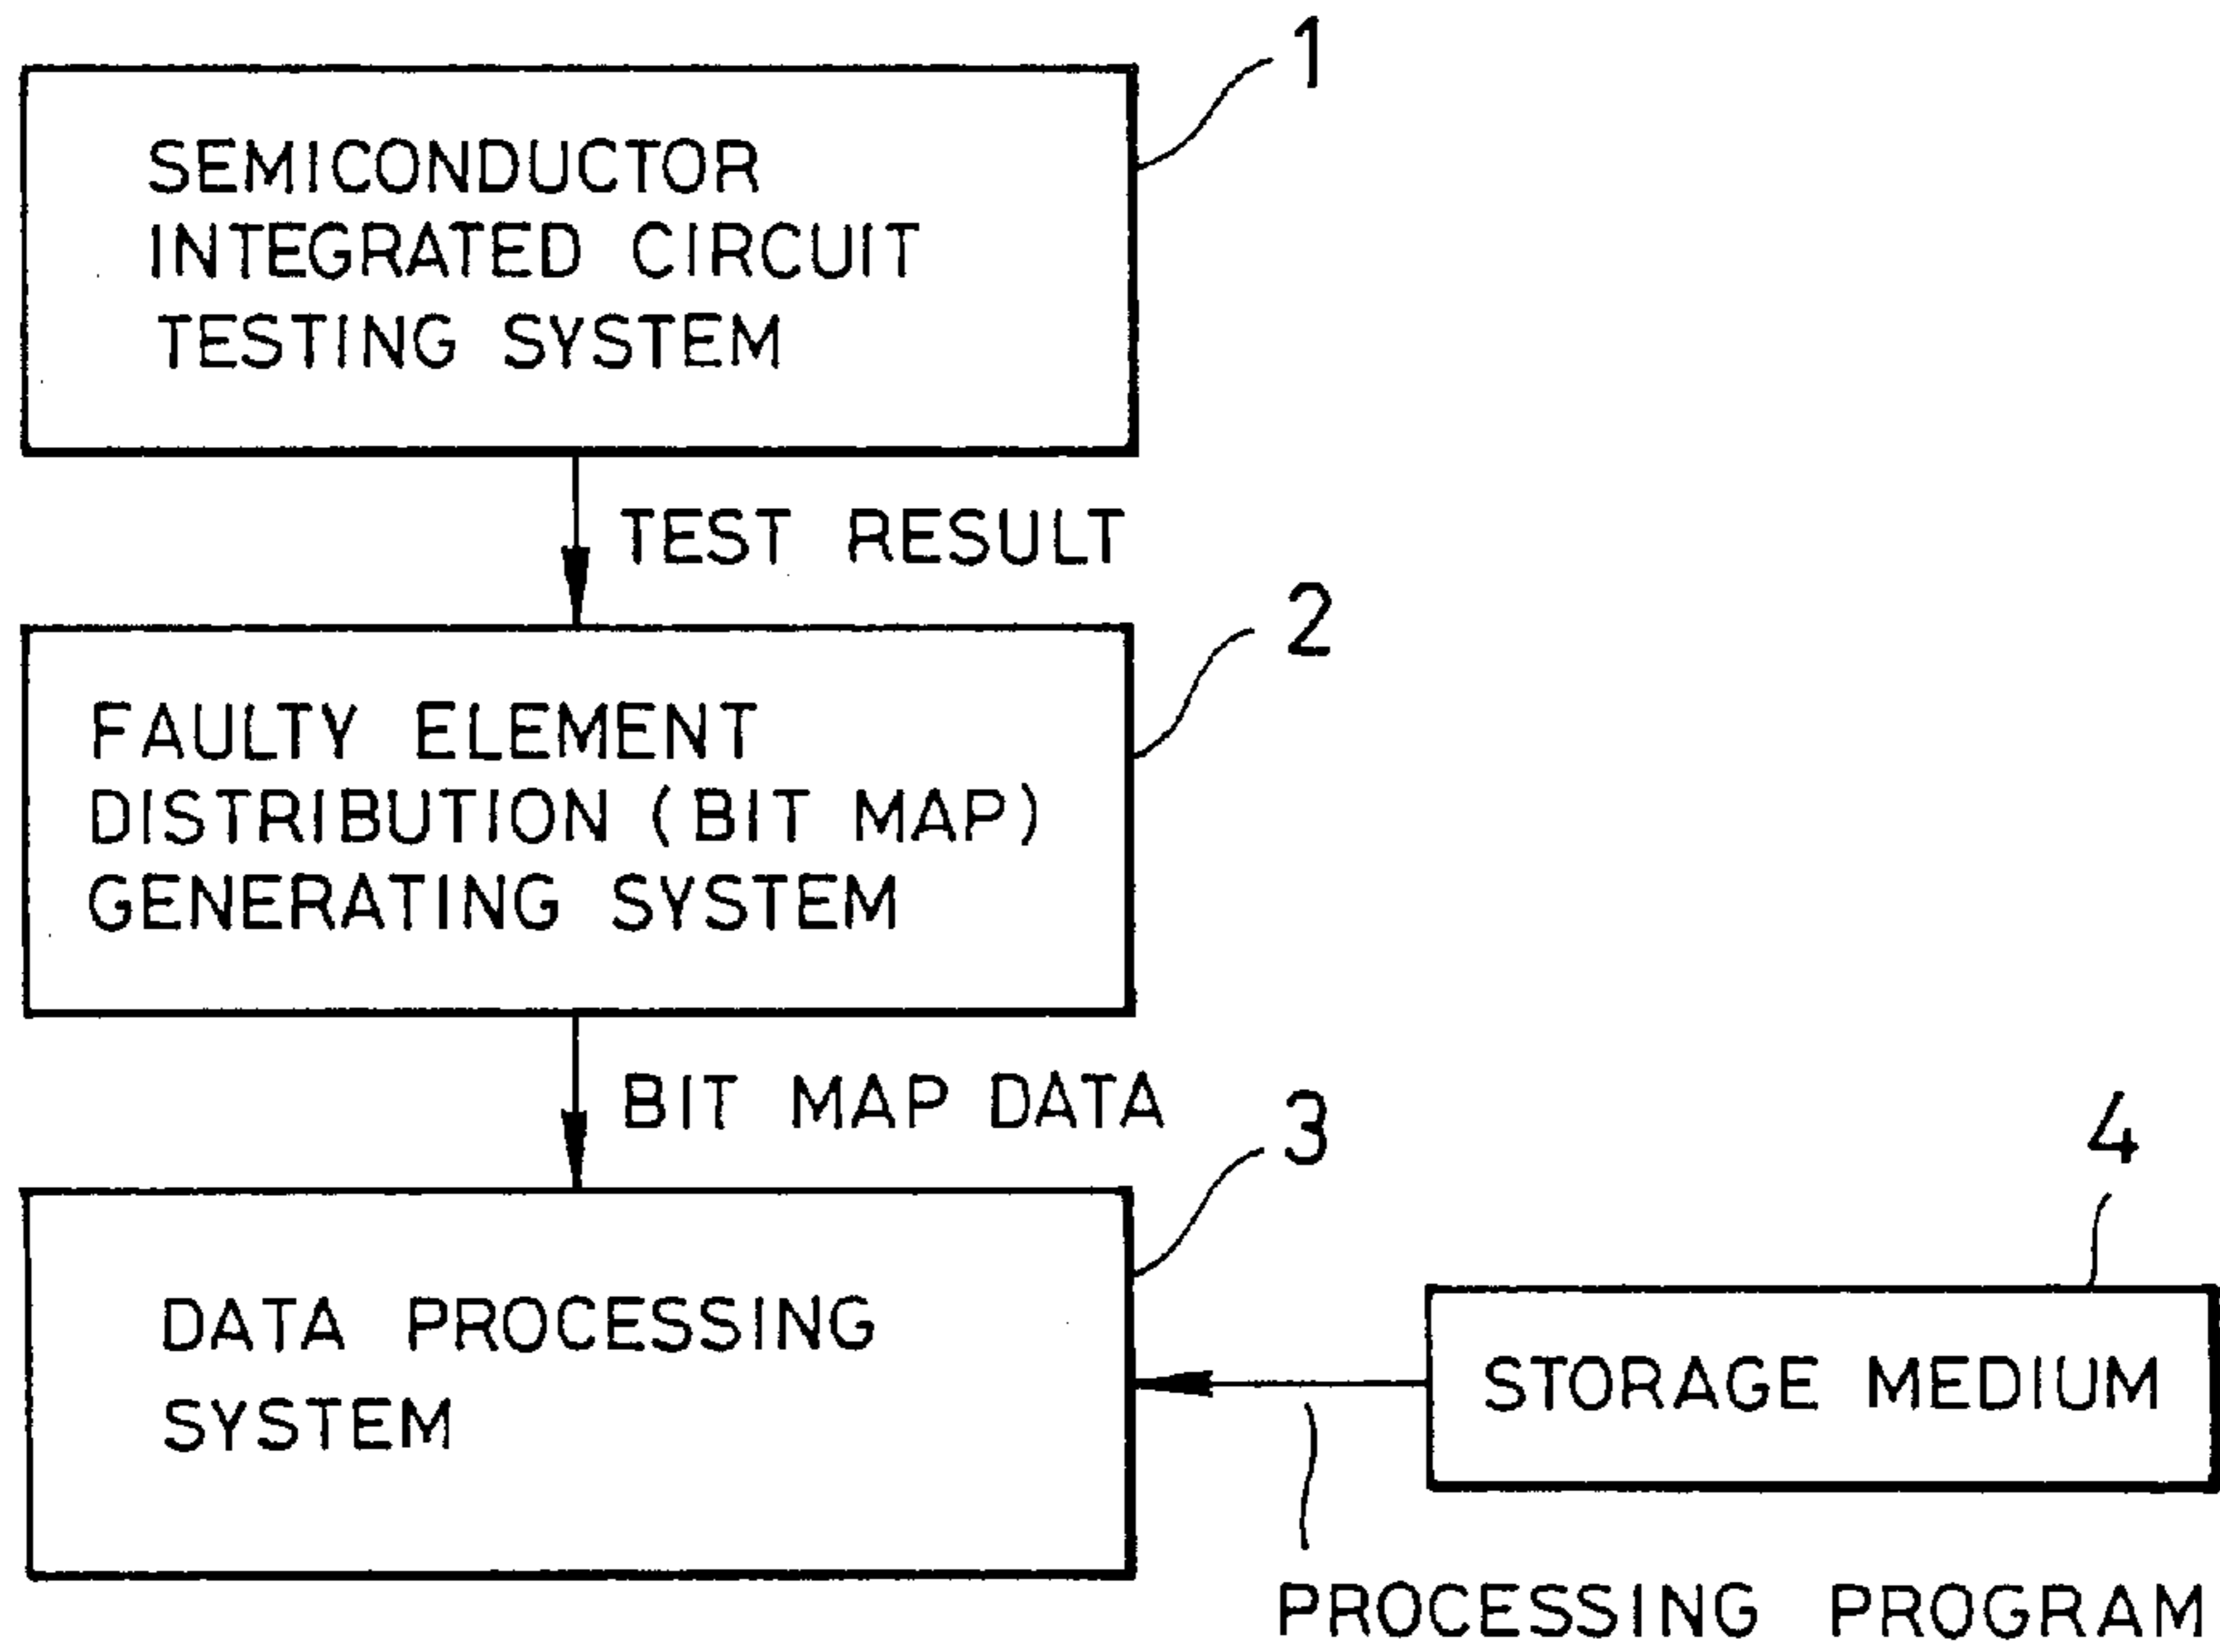 1
SEMICONDUCTOR
INTEGRATED CIRCUIT
TESTING SYSTEM
TEST RESULT
2
FAULTY ELEMENT
DISTRIBUTION (BIT MAP)
GENERATING SYSTEM
BIT MAP DATA
3
4
DATA PROCESSING
SYSTEM
STORAGE MEDIUM
PROCESSING PROGRAM